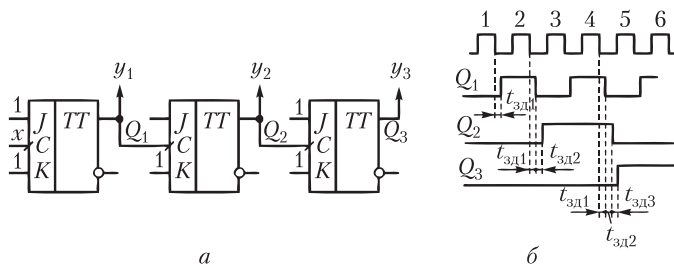 y₁ y₂ y₃
1 J TT Q₁ J TT Q₂ J TT Q₃
x C C C
1 K 1 K 1 K
а
1 2 3 4 5 6
Q₁
tзд1
Q₂
tзд1 tзд2
Q₃
tзд1 tзд3
tзд2
б